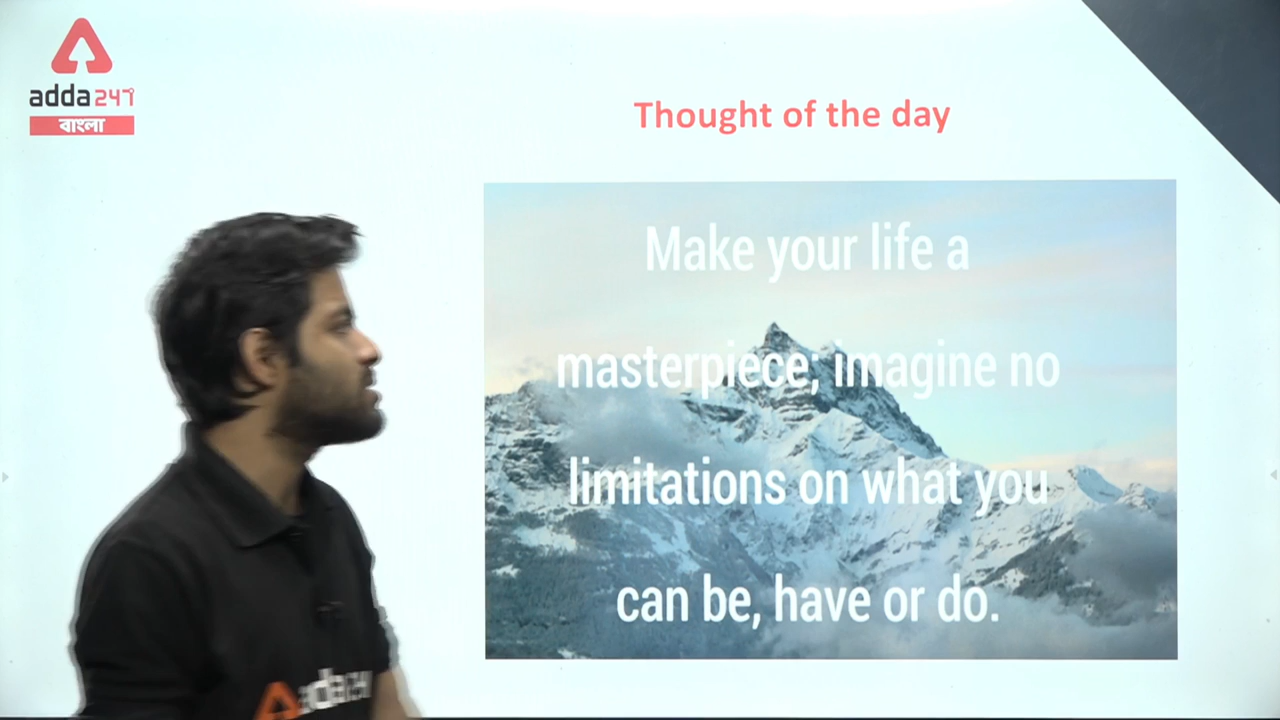 adda247
বাংলা
Thought of the day
Make your life a
masterpiece; imagine no
limitations on what you
can be, have or do.
adda247